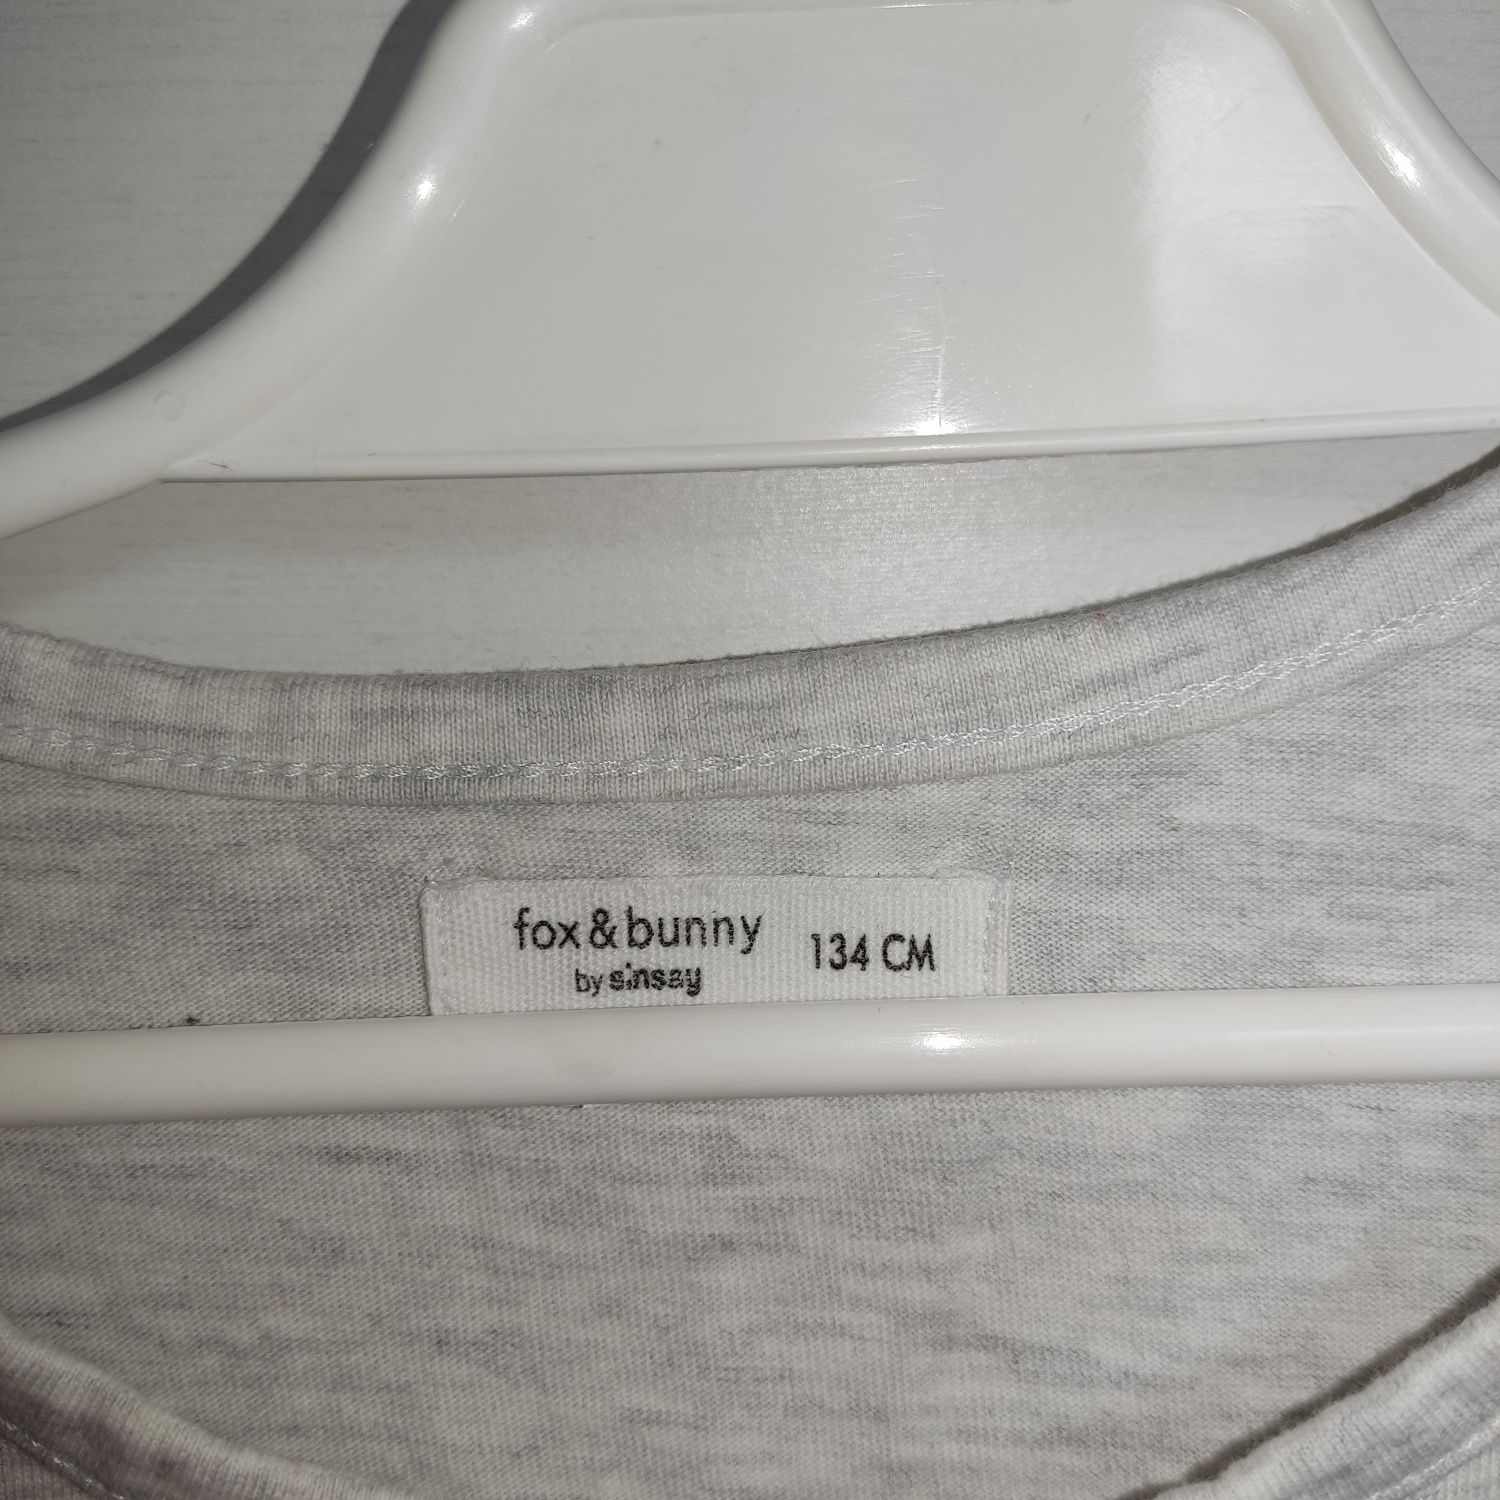 fox & bunny
by sinsay
134 CM